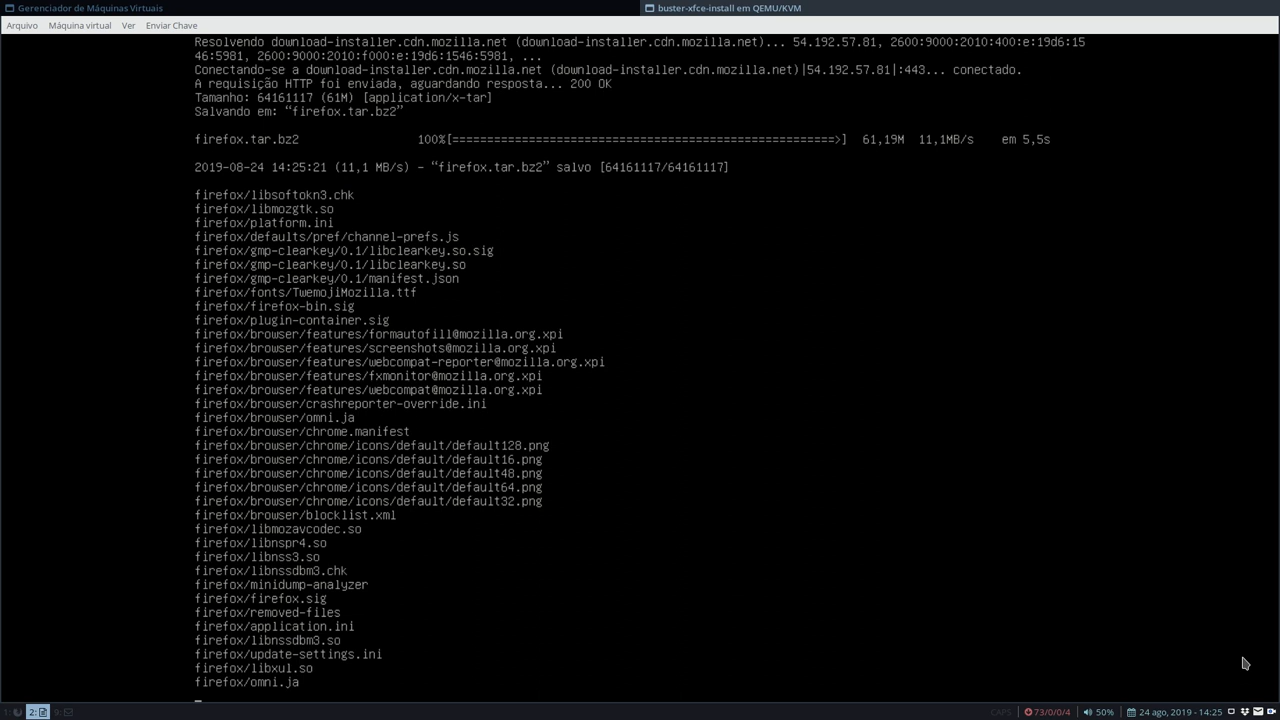 Gerenciador de Máquinas Virtuais
buster-xfce-install em QEMU/KVM
Arquivo Máquina virtual Ver Enviar Chave
Resolvendo download-installer.cdn.mozilla.net (download-installer.cdn.mozilla.net)... 54.192.57.81, 2600:9000:2010:400:e:19d6:15
46:5981, 2600:9000:2010:f000:e:19d6:1546:5981, ...
Conectando-se a download-installer.cdn.mozilla.net (download-installer.cdn.mozilla.net)|54.192.57.81|:443... conectado.
A requisição HTTP foi enviada, aguardando resposta... 200 OK
Tamanho: 64161117 (61M) [application/x-tar]
Salvando em: “firefox.tar.bz2”
firefox.tar.bz2 100%[=======================================================>] 61,19M 11,1MB/s em 5,5s
2019-08-24 14:25:21 (11,1 MB/s) - “firefox.tar.bz2” salvo [64161117/64161117]
firefox/libsoftokn3.chk
firefox/libmozgtk.so
firefox/platform.ini
firefox/defaults/pref/channel-prefs.js
firefox/gmp-clearkey/0.1/libclearkey.so.sig
firefox/gmp-clearkey/0.1/libclearkey.so
firefox/gmp-clearkey/0.1/manifest.json
firefox/fonts/TwemojiMozilla.ttf
firefox/firefox-bin.sig
firefox/plugin-container.sig
firefox/browser/features/formautofill@mozilla.org.xpi
firefox/browser/features/screenshots@mozilla.org.xpi
firefox/browser/features/webcompat-reporter@mozilla.org.xpi
firefox/browser/features/fxmonitor@mozilla.org.xpi
firefox/browser/features/webcompat@mozilla.org.xpi
firefox/browser/crashreporter-override.ini
firefox/browser/omni.ja
firefox/browser/chrome.manifest
firefox/browser/chrome/icons/default/default128.png
firefox/browser/chrome/icons/default/default16.png
firefox/browser/chrome/icons/default/default48.png
firefox/browser/chrome/icons/default/default64.png
firefox/browser/chrome/icons/default/default32.png
firefox/browser/blocklist.xml
firefox/libmozavcodec.so
firefox/libnspr4.so
firefox/libnss3.so
firefox/libnssdbm3.chk
firefox/minidump-analyzer
firefox/firefox.sig
firefox/removed-files
firefox/application.ini
firefox/libnssdbm3.so
firefox/update-settings.ini
firefox/libxul.so
firefox/omni.ja
1: 2: 9: CAPS 73/0/0/4 50% 24 ago, 2019 - 14:25